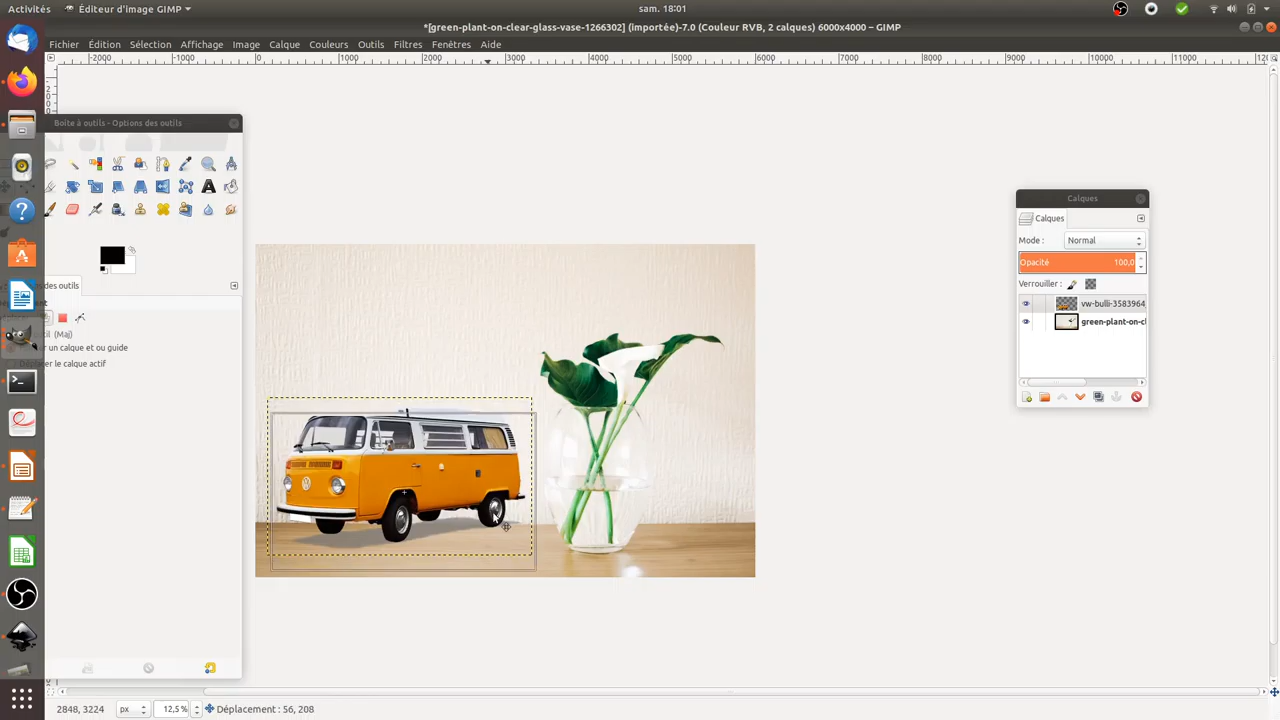 Activités
Éditeur d'image GIMP
sam. 18:01
*[green-plant-on-clear-glass-vase-1266302] (importée)-7.0 (Couleur RVB, 2 calques) 6000x4000 – GIMP
Fichier Édition Sélection Affichage Image Calque Couleurs Outils Filtres Fenêtres Aide
-2000 -1000 0 1000 2000 3000 4000 5000 6000 7000 8000 9000 10000 11000
Boîte à outils - Options des outils
des outils
(Maj)
r un calque et ou guide
Déplacer le calque actif
Calques
Calques
Mode : Normal
Opacité 100,0
Verrouiller :
vw-bulli-3583964
green-plant-on-cl
2848, 3224 px 12,5 % Déplacement : 56, 208